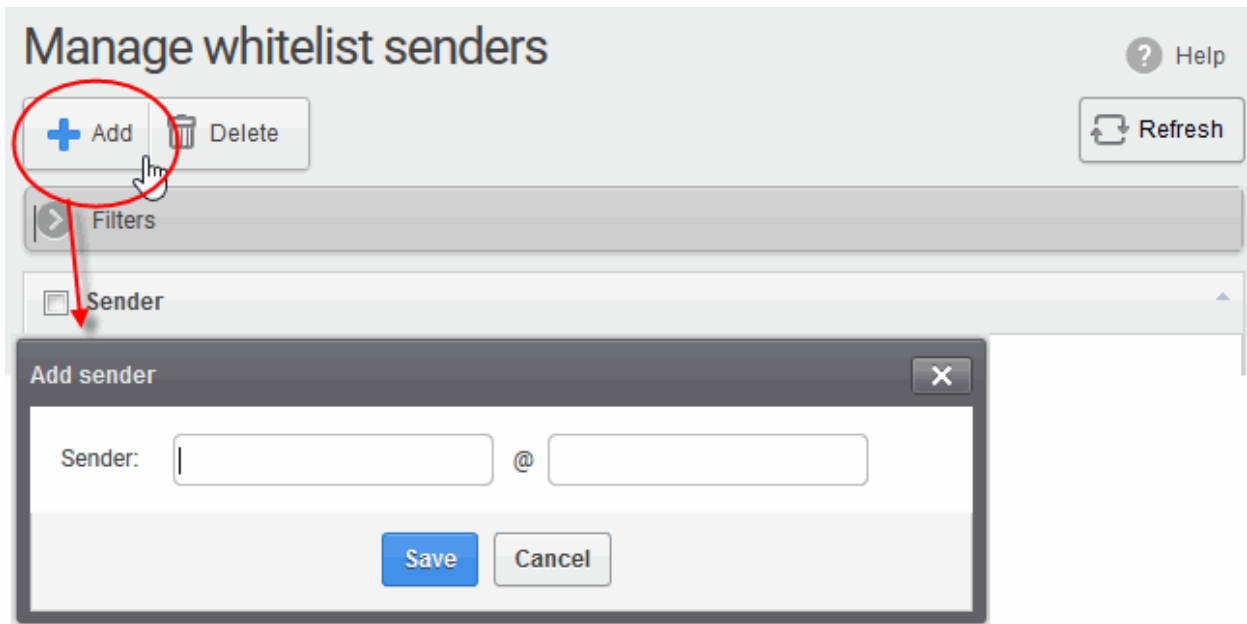 Manage whitelist senders
? Help
Add Delete
Refresh
Filters
Sender
Add sender
Sender: @
Save Cancel